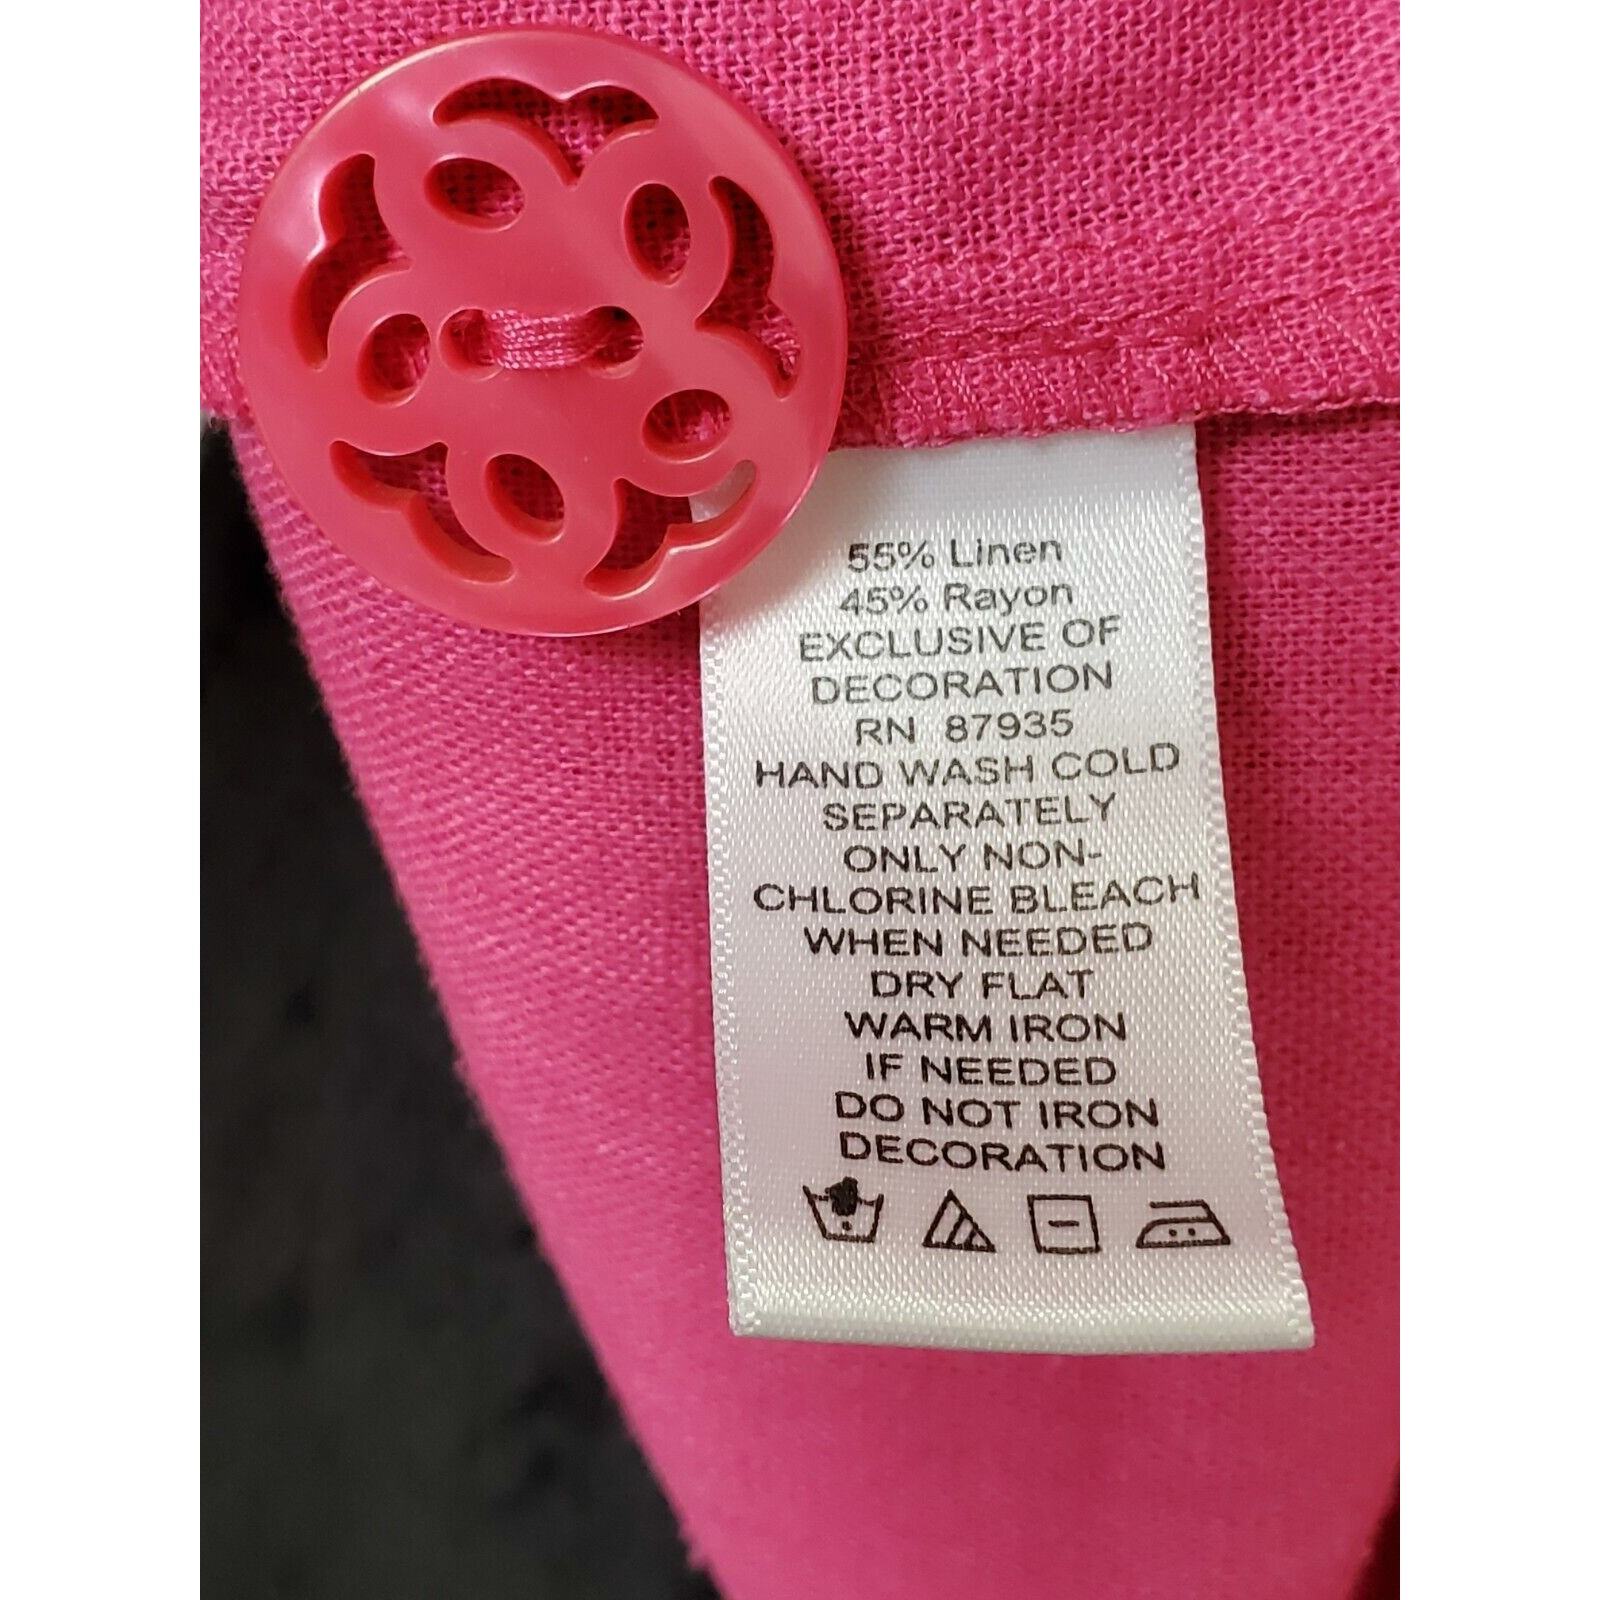 55% Linen
45% Rayon
EXCLUSIVE OF
DECORATION
RN 87935
HAND WASH COLD
SEPARATELY
ONLY NON-
CHLORINE BLEACH
WHEN NEEDED
DRY FLAT
WARM IRON
IF NEEDED
DO NOT IRON
DECORATION